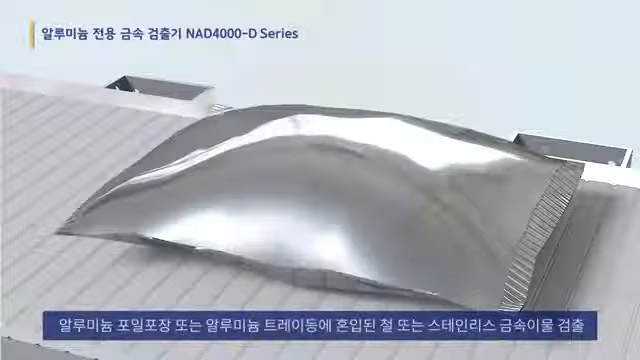 알루미늄 전용 금속 검출기 NAD4000-D Series
알루미늄 포일포장 또는 알루미늄 트레이등에 혼입된 철 또는 스테인리스 금속이물 검출